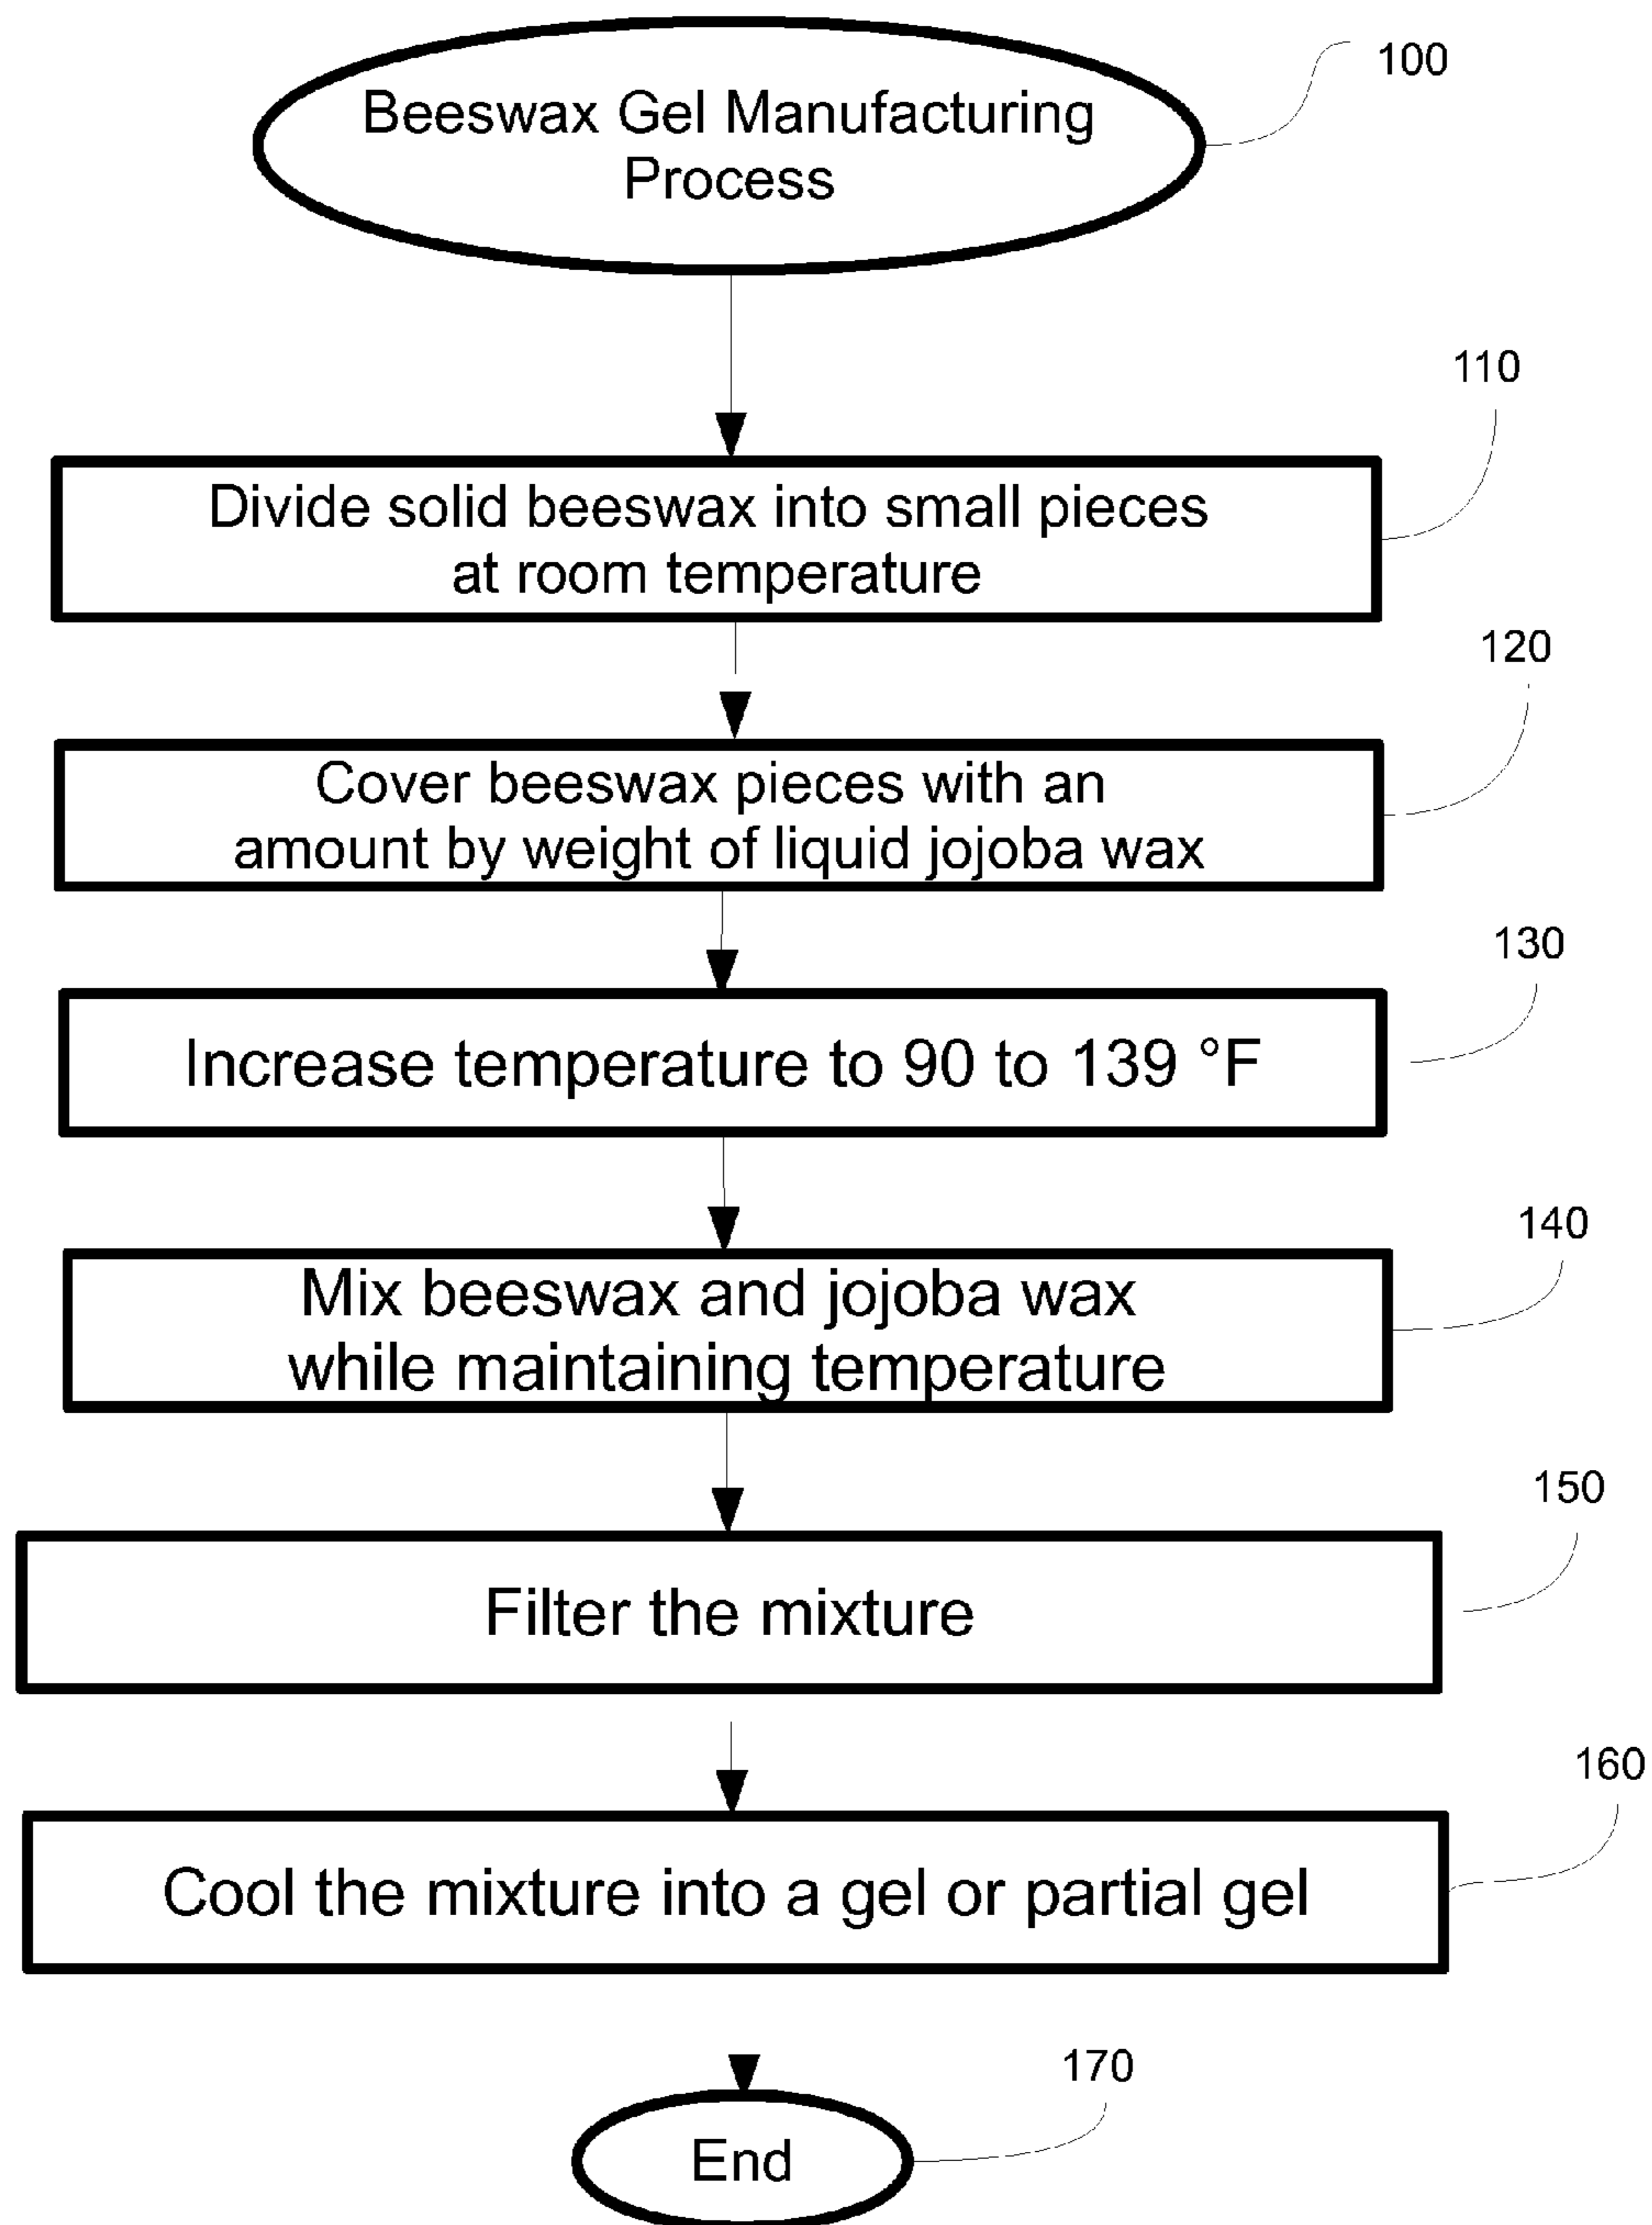 Beeswax Gel Manufacturing
Process
100
110
Divide solid beeswax into small pieces
at room temperature
120
Cover beeswax pieces with an
amount by weight of liquid jojoba wax
130
Increase temperature to 90 to 139 °F
140
Mix beeswax and jojoba wax
while maintaining temperature
150
Filter the mixture
160
Cool the mixture into a gel or partial gel
170
End